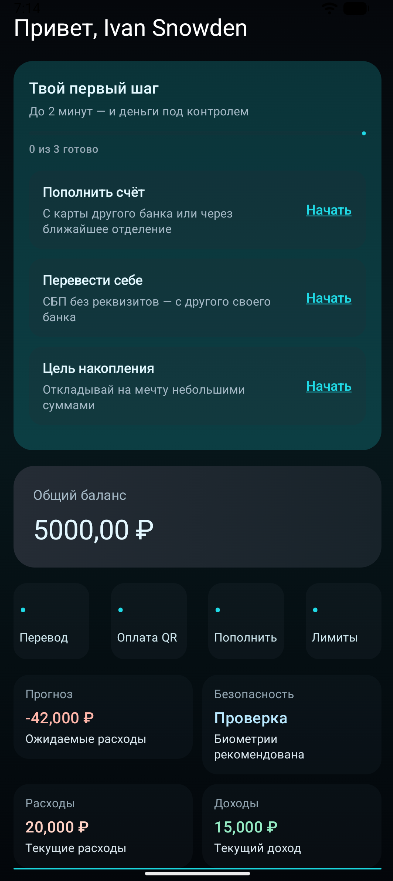 7:14
Привет, Ivan Snowden
Твой первый шаг
До 2 минут — и деньги под контролем
0 из 3 готово
Пополнить счёт
С карты другого банка или через
ближайшее отделение
Начать
Перевести себе
СБП без реквизитов — с другого своего
банка
Начать
Цель накопления
Откладывай на мечту небольшими
суммами
Начать
Общий баланс
5000,00 ₽
Перевод
Оплата QR
Пополнить
Лимиты
Прогноз
-42,000 ₽
Ожидаемые расходы
Безопасность
Проверка
Биометрии
рекомендована
Расходы
20,000 ₽
Текущие расходы
Доходы
15,000 ₽
Текущий доход